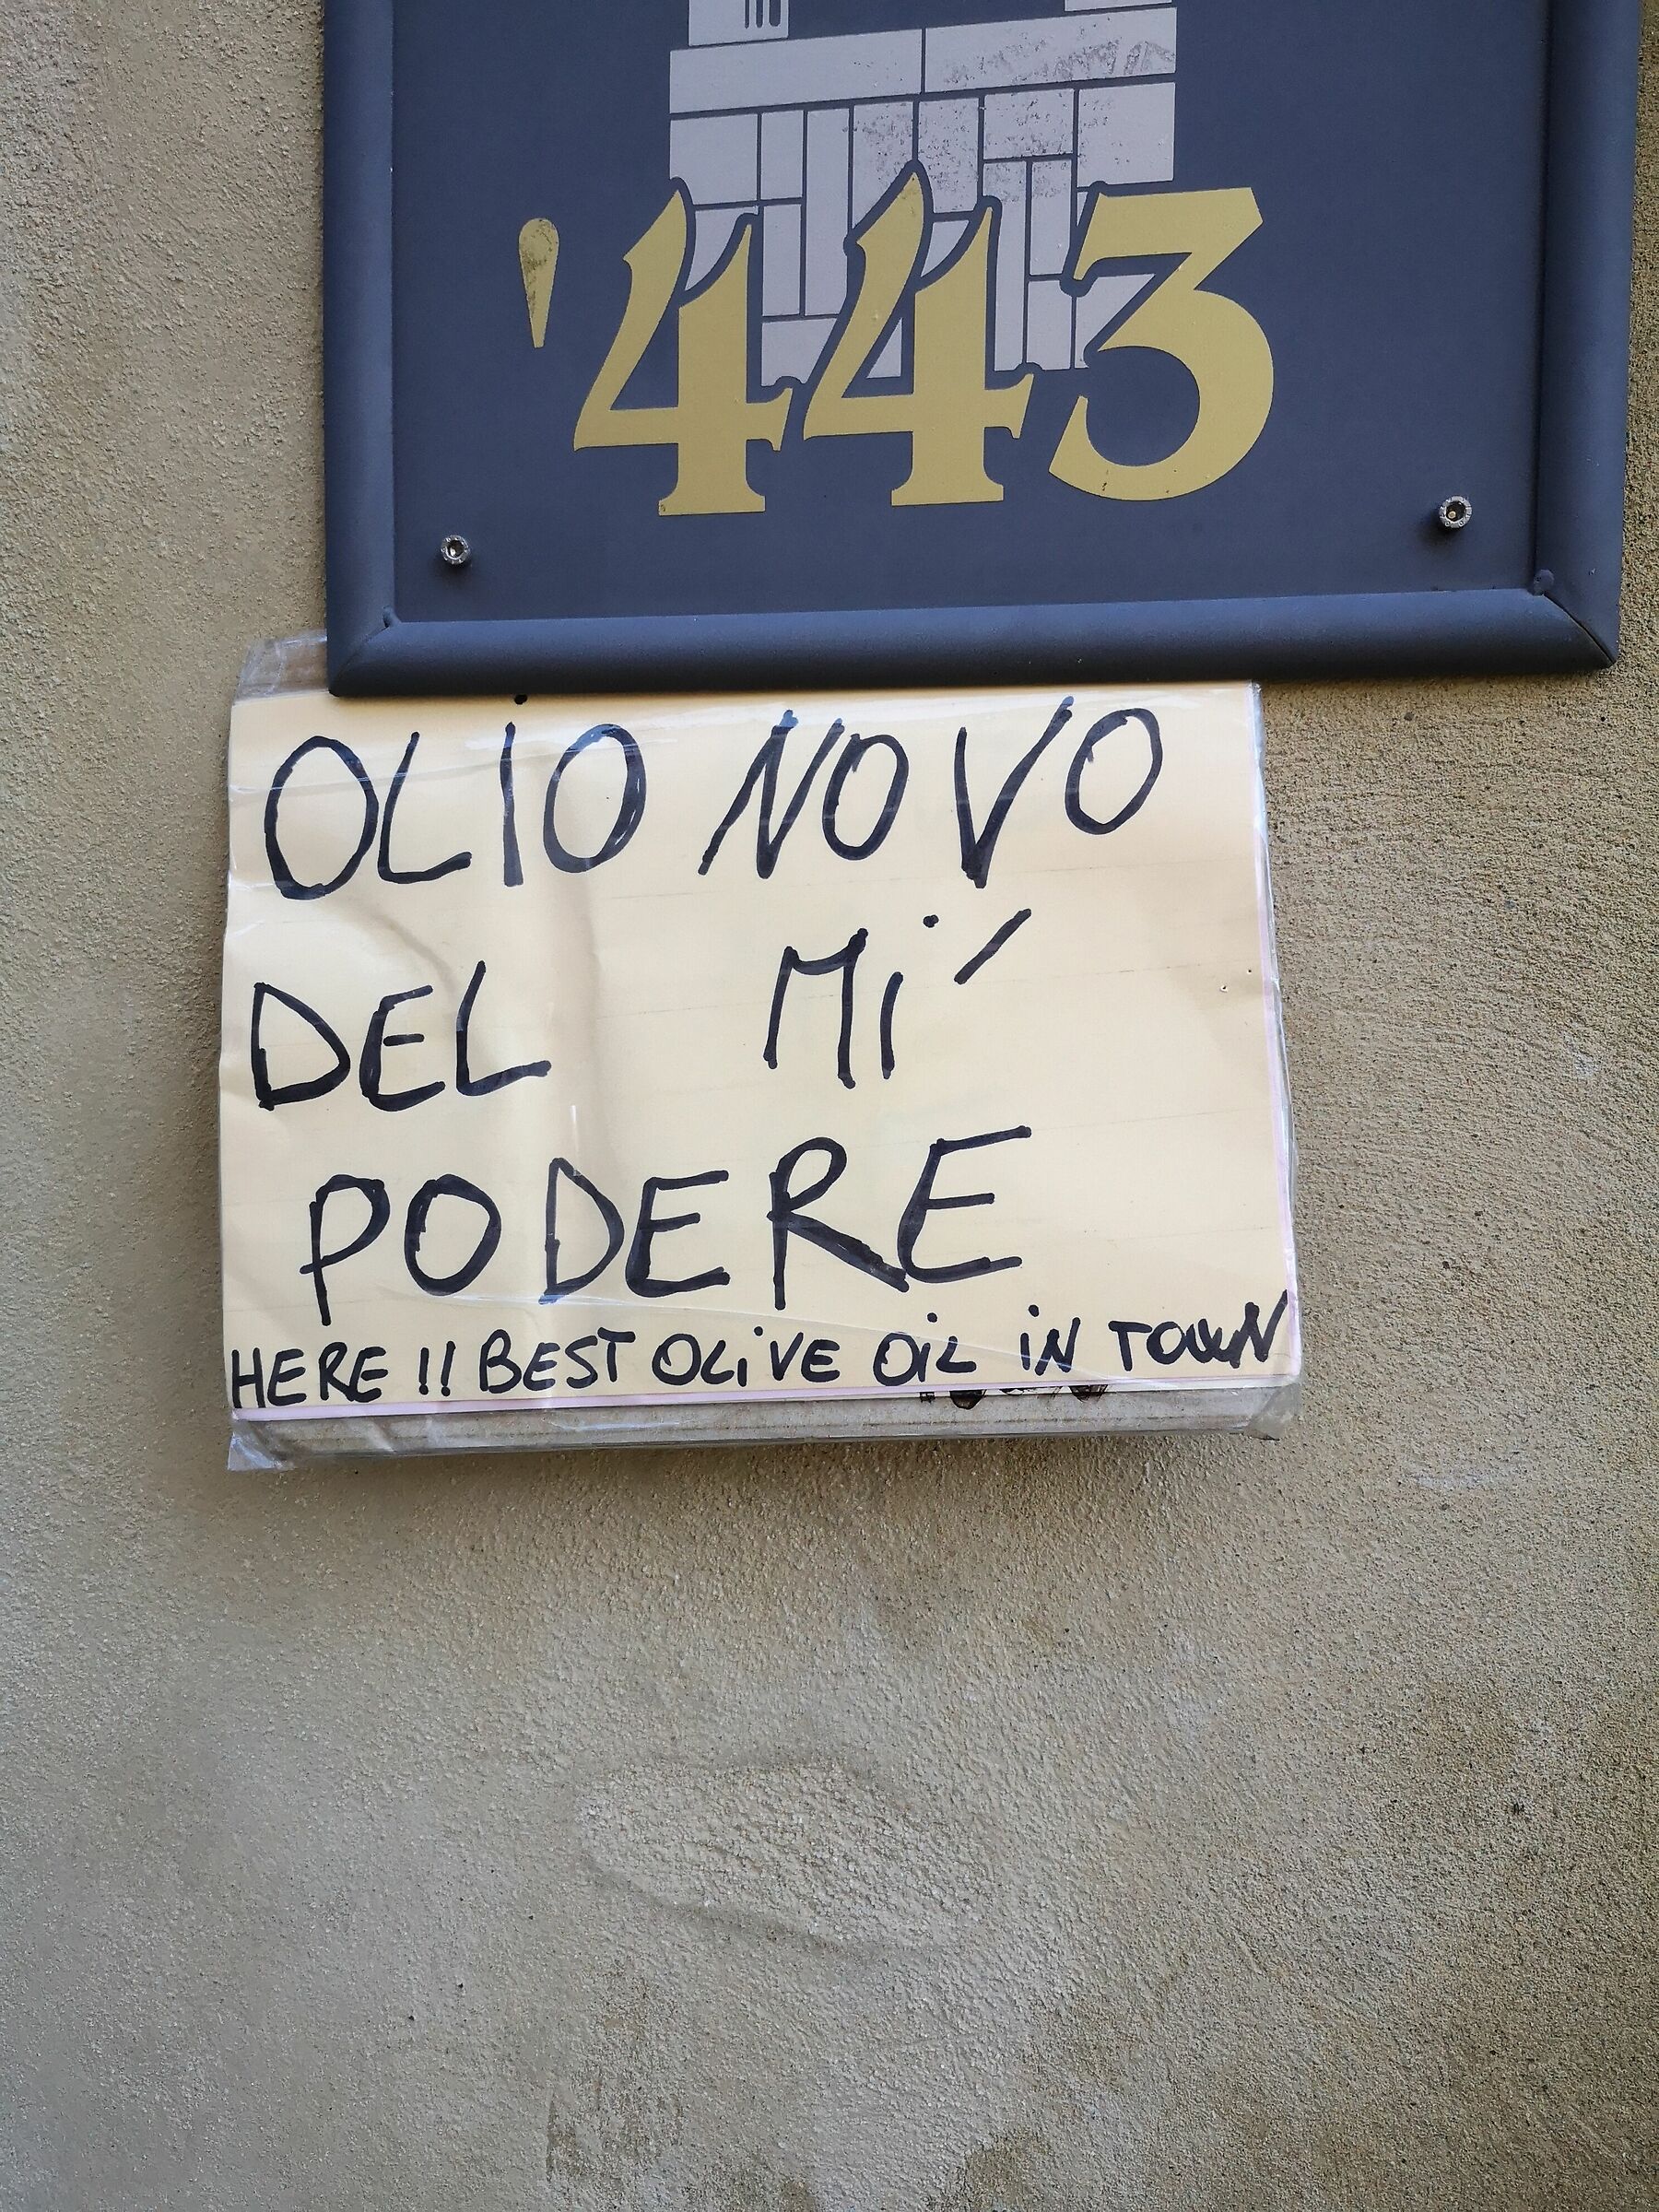 '443
OLIO NOVO
DEL MI'
PODERE
HERE !! BEST OLIVE OIL IN TOWN